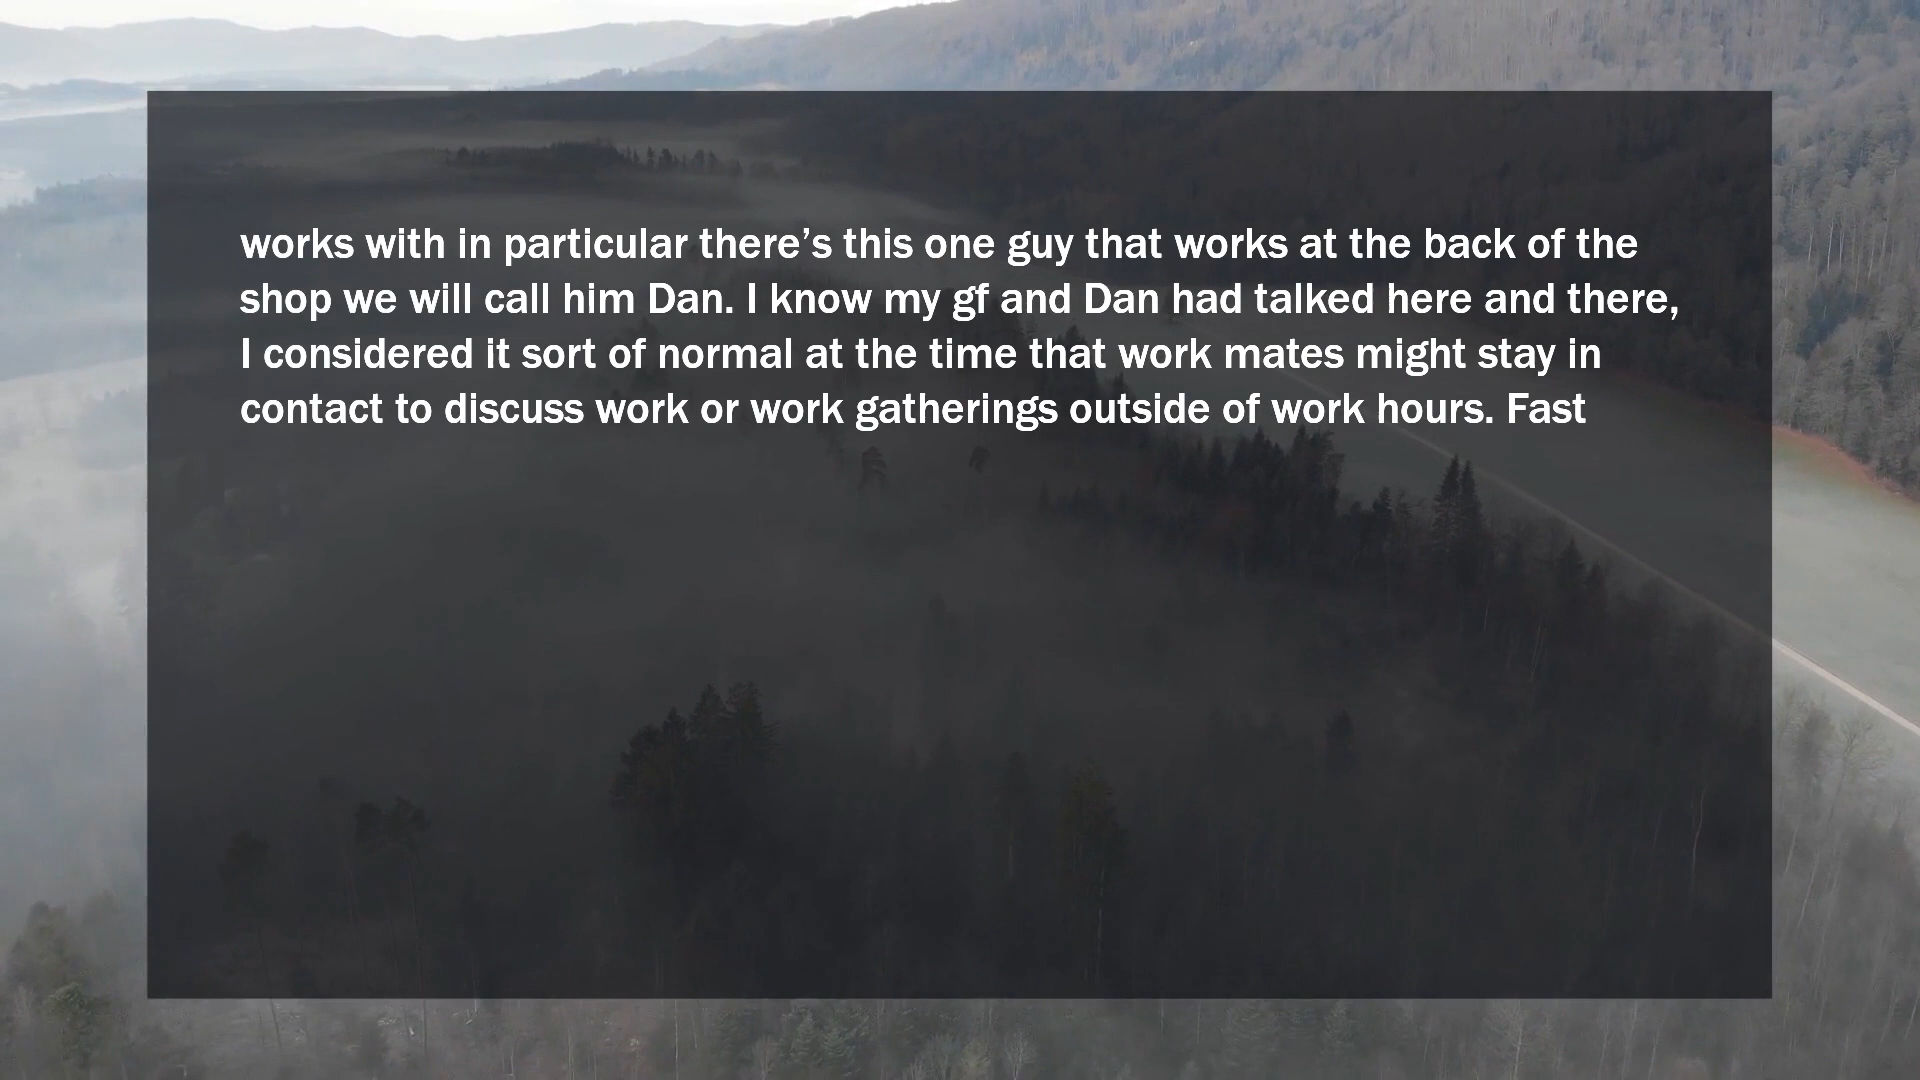 works with in particular there’s this one guy that works at the back of the
shop we will call him Dan. I know my gf and Dan had talked here and there,
I considered it sort of normal at the time that work mates might stay in
contact to discuss work or work gatherings outside of work hours. Fast